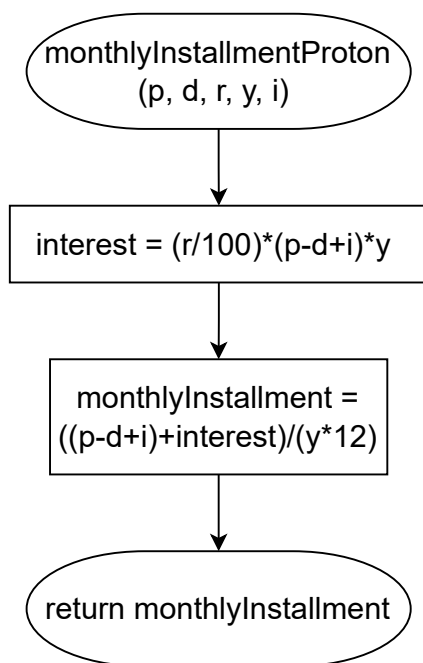 monthlyInstallmentProton
(p, d, r, y, i)
interest = (r/100)*(p-d+i)*y
monthlyInstallment =
((p-d+i)+interest)/(y*12)
return monthlyInstallment